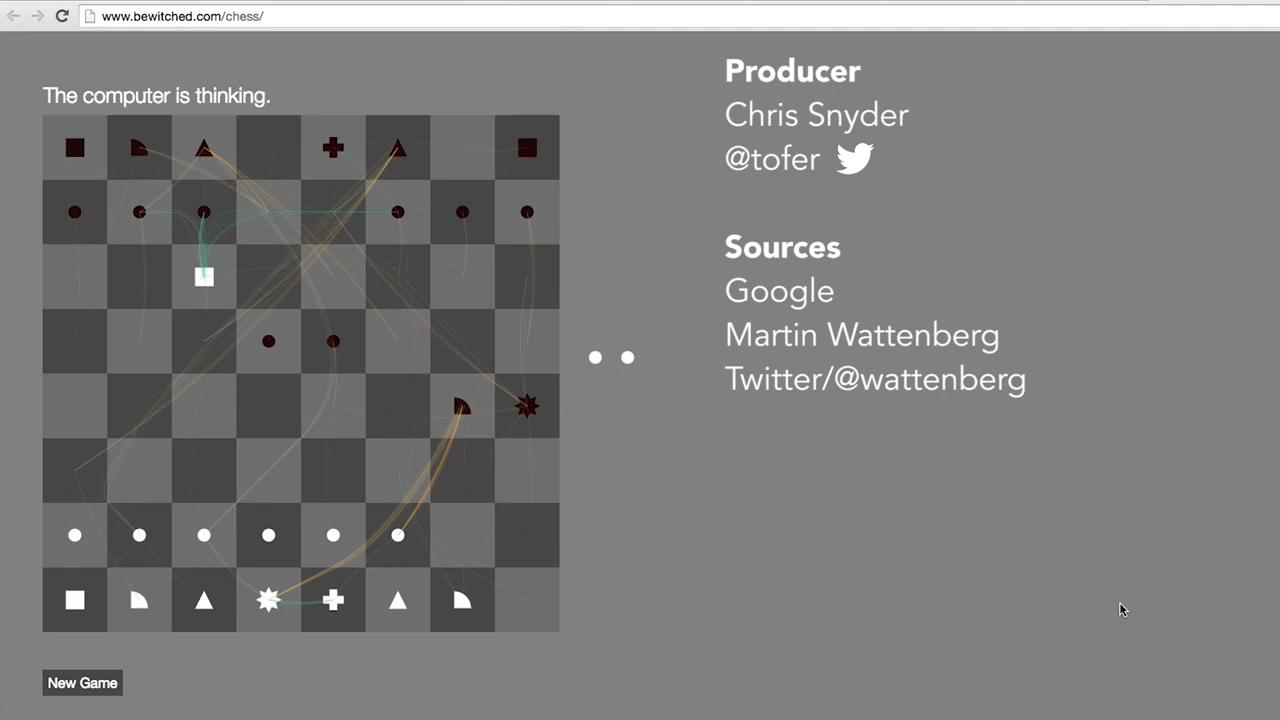 www.bewitched.com/chess/
The computer is thinking.
New Game
Producer
Chris Snyder
@tofer
Sources
Google
Martin Wattenberg
Twitter/@wattenberg